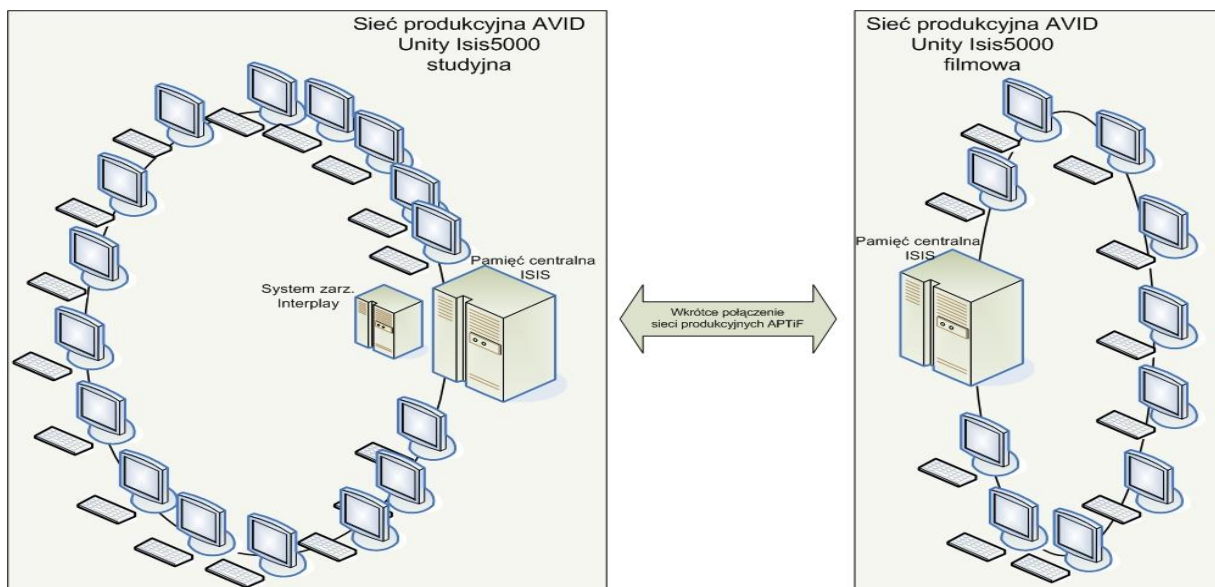 Sieć produkcyjna AVID
Unity Isis5000
studyjna
Pamięć centralna
ISIS
System zarz.
Interplay
Wkrótce połączenie
sieci produkcyjnych APTiF
Sieć produkcyjna AVID
Unity Isis5000
filmowa
Pamięć centralna
ISIS